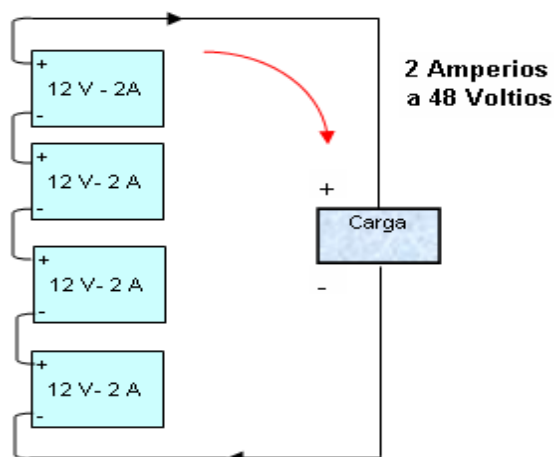 +
12 V - 2A
-
+
12 V- 2 A
-
+
12 V- 2 A
-
+
12 V- 2 A
-
2 Amperios
a 48 Voltios
+
Carga
-